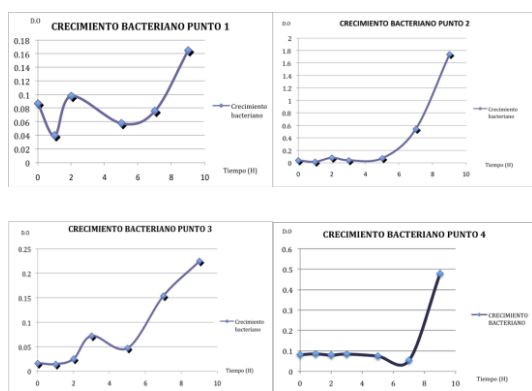 D.O
CRECIMIENTO BACTERIANO PUNTO 1
0.18
0.16
0.14
0.12
0.1
0.08
0.06
0.04
0.02
0
0 2 4 6 8 10
Tiempo (H)
Crecimiento
bacteriano
D.O
CRECIMIENTO BACTERIANO PUNTO 2
2
1.8
1.6
1.4
1.2
1
0.8
0.6
0.4
0.2
0
0 2 4 6 8 10
Tiempo (H)
Crecimiento
bacteriano
D.O
CRECIMIENTO BACTERIANO PUNTO 3
0.25
0.2
0.15
0.1
0.05
0
0 2 4 6 8 10
Tiempo (H)
Crecimiento
bacteriano
D.O
CRECIMIENTO BACTERIANO PUNTO 4
0.6
0.5
0.4
0.3
0.2
0.1
0
0 2 4 6 8 10
Tiempo (H)
CRECIMIENTO
BACTERIANO